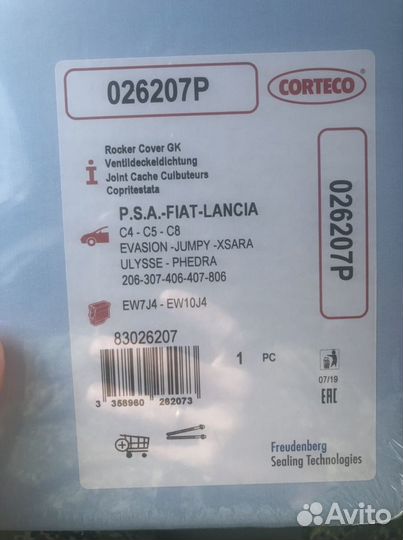 026207P
CORTECO
Rocker Cover GK
Ventildeckeldichtung
Joint Cache Culbuteurs
Copritestata
P.S.A.-FIAT-LANCIA
C4 - C5 - C8
EVASION -JUMPY -XSARA
ULYSSE - PHEDRA
206-307-406-407-806
EW7J4 - EW10J4
83026207
1 PC
07/19
EAC
3 358960 262073
026207P
Freudenberg
Sealing Technologies
Avito